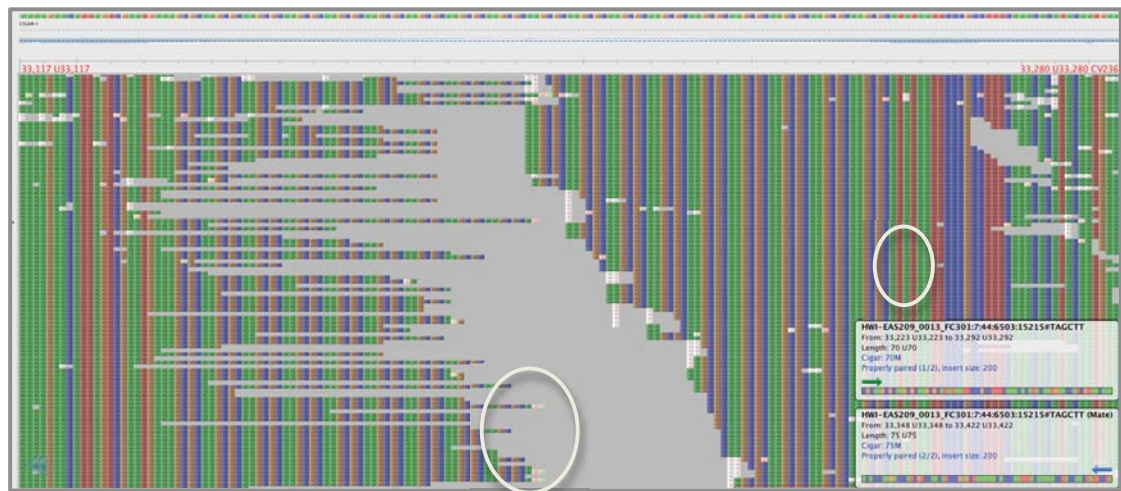 CIGAR-I
33,117 U33,117
33,280 U33,280 CV236
HWI-EAS209_0013_FC301:7:44:6503:15215#TAGCTT
From: 33,223 U33,223 to 33,292 U33,292
Length: 70 U70
Cigar: 70M
Properly paired (1/2), insert size: 200
HWI-EAS209_0013_FC301:7:44:6503:15215#TAGCTT (Mate)
From: 33,348 U33,348 to 33,422 U33,422
Length: 75 U75
Cigar: 75M
Properly paired (2/2), insert size: 200